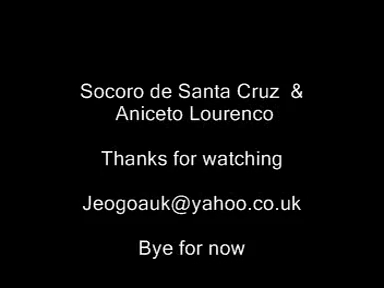 Socoro de Santa Cruz  &
Aniceto Lourenco
Thanks for watching
Jeogoauk@yahoo.co.uk
Bye for now